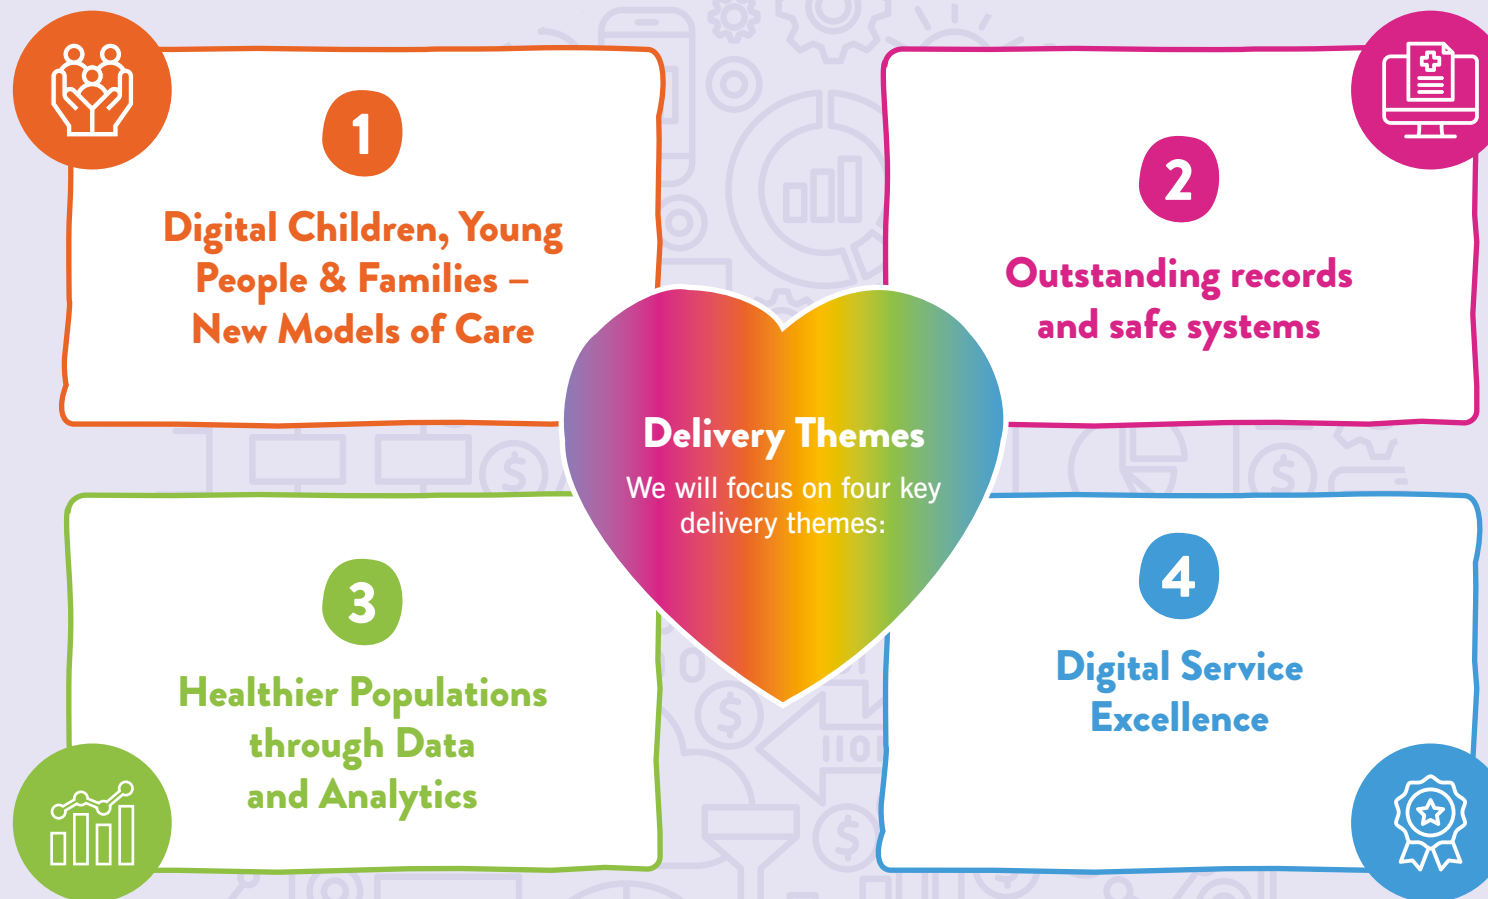 1
Digital Children, Young
People & Families –
New Models of Care
2
Outstanding records
and safe systems
Delivery Themes
We will focus on four key
delivery themes:
3
Healthier Populations
through Data
and Analytics
4
Digital Service
Excellence